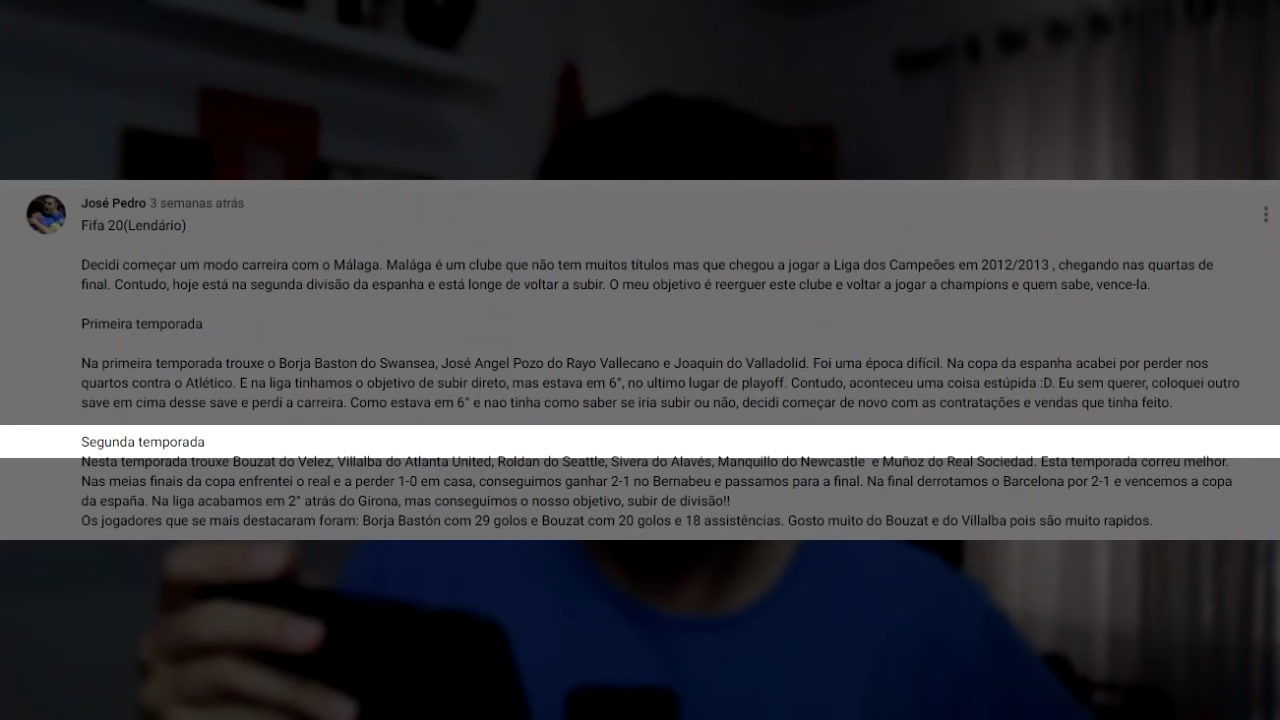 José Pedro 3 semanas atrás
Fifa 20(Lendário)
Decidi começar um modo carreira com o Málaga. Malága é um clube que não tem muitos títulos mas que chegou a jogar a Liga dos Campeões em 2012/2013 , chegando nas quartas de
final. Contudo, hoje está na segunda divisão da espanha e está longe de voltar a subir. O meu objetivo é reerguer este clube e voltar a jogar a champions e quem sabe, vence-la.
Primeira temporada
Na primeira temporada trouxe o Borja Baston do Swansea, José Angel Pozo do Rayo Vallecano e Joaquin do Valladolid. Foi uma época difícil. Na copa da espanha acabei por perder nos
quartos contra o Atlético. E na liga tinhamos o objetivo de subir direto, mas estava em 6°, no ultimo lugar de playoff. Contudo, aconteceu uma coisa estúpida :D. Eu sem querer, coloquei outro
save em cima desse save e perdi a carreira. Como estava em 6° e nao tinha como saber se iria subir ou não, decidi começar de novo com as contratações e vendas que tinha feito.
Segunda temporada
Nesta temporada trouxe Bouzat do Velez, Villalba do Atlanta United, Roldan do Seattle, Sivera do Alavés, Manquillo do Newcastle e Muñoz do Real Sociedad. Esta temporada correu melhor.
Nas meias finais da copa enfrentei o real e a perder 1-0 em casa, conseguimos ganhar 2-1 no Bernabeu e passamos para a final. Na final derrotamos o Barcelona por 2-1 e vencemos a copa
da españa. Na liga acabamos em 2° atrás do Girona, mas conseguimos o nosso objetivo, subir de divisão!!
Os jogadores que se mais destacaram foram: Borja Bastón com 29 golos e Bouzat com 20 golos e 18 assistências. Gosto muito do Bouzat e do Villalba pois são muito rapidos.